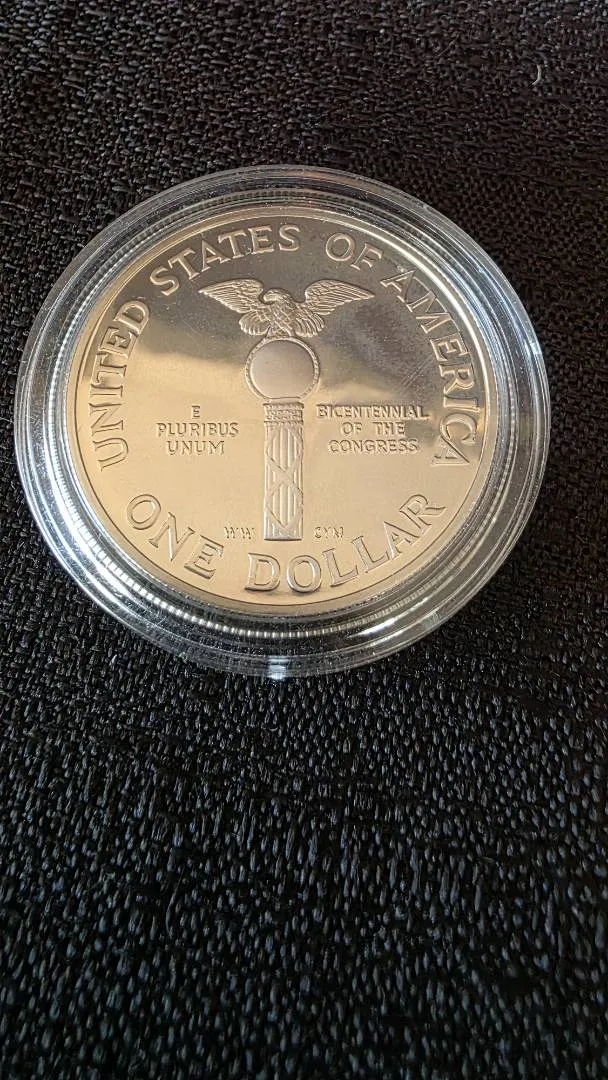 UNITED STATES OF AMERICA
E
PLURIBUS
UNUM
BICENTENNIAL
OF THE
CONGRESS
WW
CYM
ONE DOLLAR